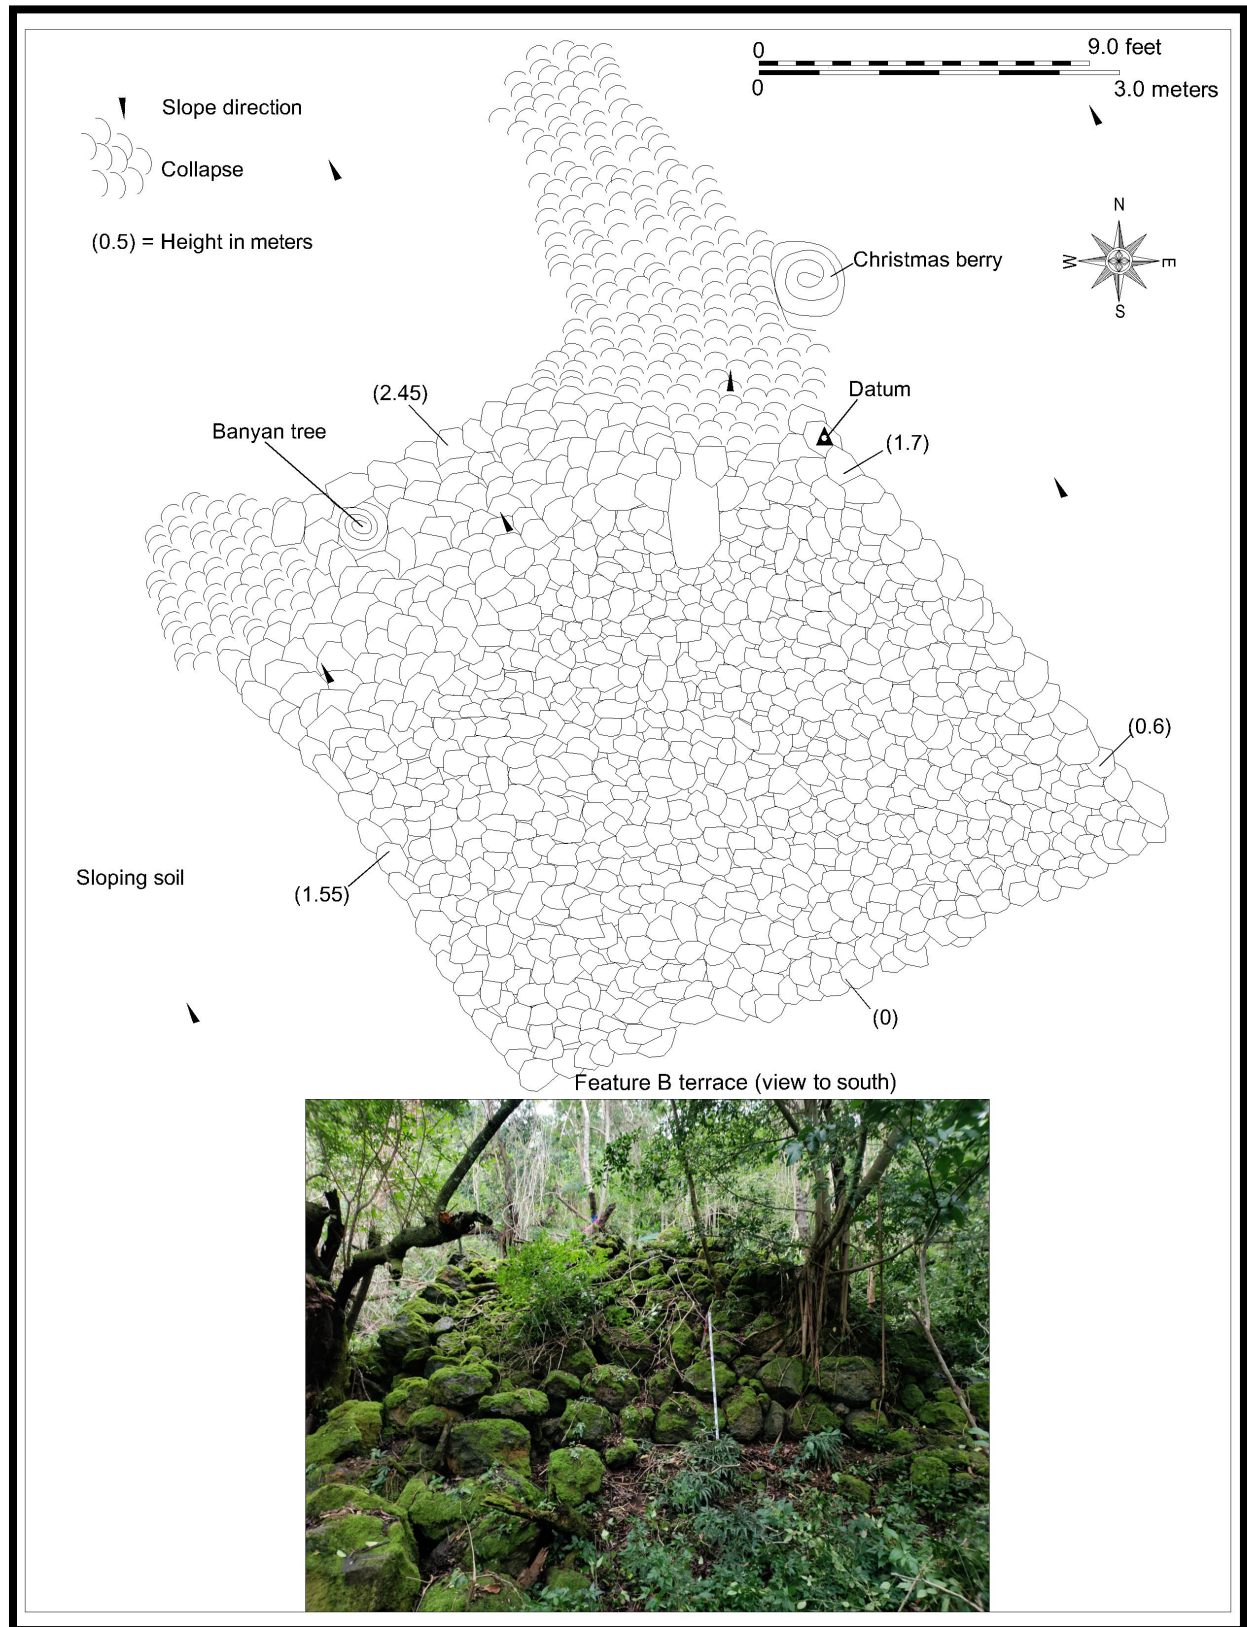 0 9.0 feet
0 3.0 meters
Slope direction
Collapse
(0.5) = Height in meters
N
W E
S
Christmas berry
(2.45)
Datum
Banyan tree
(1.7)
(0.6)
Sloping soil
(1.55)
(0)
Feature B terrace (view to south)